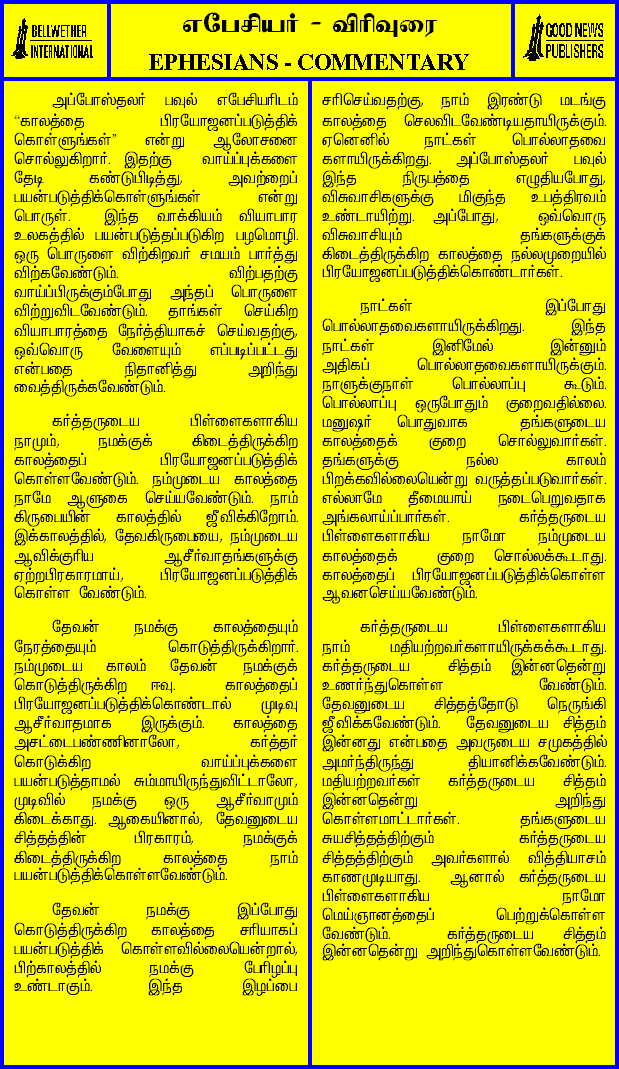 BELLWETHER
INTERNATIONAL
எபேசியர் - விரிவுரை
EPHESIANS - COMMENTARY
GOOD NEWS
PUBLISHERS
அப்போஸ்தலர் பவுல் எபேசியரிடம்
“காலத்தை பிரயோஜனப்படுத்திக்
கொள்ளுங்கள்” என்று ஆலோசனை
சொல்லுகிறார். இதற்கு வாய்ப்புக்களை
தேடி கண்டுபிடித்து, அவற்றைப்
பயன்படுத்திக்கொள்ளுங்கள் என்று
பொருள். இந்த வாக்கியம் வியாபார
உலகத்தில் பயன்படுத்தப்படுகிற பழமொழி.
ஒரு பொருளை விற்கிறவர் சமயம் பார்த்து
விற்கவேண்டும். விற்பதற்கு
வாய்ப்பிருக்கும்போது அந்தப் பொருளை
விற்றுவிடவேண்டும். தாங்கள் செய்கிற
வியாபாரத்தை நேர்த்தியாகச் செய்வதற்கு,
ஒவ்வொரு வேளையும் எப்படிப்பட்டது
என்பதை நிதானித்து அறிந்து
வைத்திருக்கவேண்டும்.
கர்த்தருடைய பிள்ளைகளாகிய
நாமும், நமக்குக் கிடைத்திருக்கிற
காலத்தைப் பிரயோஜனப்படுத்திக்
கொள்ளவேண்டும். நம்முடைய காலத்தை
நாமே ஆளுகை செய்யவேண்டும். நாம்
கிருபையின் காலத்தில் ஜீவிக்கிறோம்.
இக்காலத்தில், தேவகிருபையை, நம்முடைய
ஆவிக்குரிய ஆசீர்வாதங்களுக்கு
ஏற்றபிரகாரமாய், பிரயோஜனப்படுத்திக்
கொள்ள வேண்டும்.
தேவன் நமக்கு காலத்தையும்
நேரத்தையும் கொடுத்திருக்கிறார்.
நம்முடைய காலம் தேவன் நமக்குக்
கொடுத்திருக்கிற ஈவு. காலத்தைப்
பிரயோஜனப்படுத்திக்கொண்டால் முடிவு
ஆசீர்வாதமாக இருக்கும். காலத்தை
அசட்டைபண்ணினாலோ, கர்த்தர்
கொடுக்கிற வாய்ப்புக்களை
பயன்படுத்தாமல் சும்மாயிருந்துவிட்டாலோ,
முடிவில் நமக்கு ஒரு ஆசீர்வாமும்
கிடைக்காது. ஆகையினால், தேவனுடைய
சித்தத்தின் பிரகாரம், நமக்குக்
கிடைத்திருக்கிற காலத்தை நாம்
பயன்படுத்திக்கொள்ளவேண்டும்.
தேவன் நமக்கு இப்போது
கொடுத்திருக்கிற காலத்தை சரியாகப்
பயன்படுத்திக் கொள்ளவில்லையென்றால்,
பிற்காலத்தில் நமக்கு பேரிழப்பு
உண்டாகும். இந்த இழப்பை
சரிசெய்வதற்கு, நாம் இரண்டு மடங்கு
காலத்தை செலவிடவேண்டியதாயிருக்கும்.
ஏனெனில் நாட்கள் பொல்லாதவை
களாயிருக்கிறது. அப்போஸ்தலர் பவுல்
இந்த நிருபத்தை எழுதியபோது,
விசுவாசிகளுக்கு மிகுந்த உபத்திரவம்
உண்டாயிற்று. அப்போது, ஒவ்வொரு
விசுவாசியும் தங்களுக்குக்
கிடைத்திருக்கிற காலத்தை நல்லமுறையில்
பிரயோஜனப்படுத்திக்கொண்டார்கள்.
நாட்கள் இப்போது
பொல்லாதவைகளாயிருக்கிறது. இந்த
நாட்கள் இனிமேல் இன்னும்
அதிகப் பொல்லாதவைகளாயிருக்கும்.
நாளுக்குநாள் பொல்லாப்பு கூடும்.
பொல்லாப்பு ஒருபோதும் குறைவதில்லை.
மனுஷர் பொதுவாக தங்களுடைய
காலத்தைக் குறை சொல்லுவார்கள்.
தங்களுக்கு நல்ல காலம்
பிறக்கவில்லையென்று வருத்தப்படுவார்கள்.
எல்லாமே தீமையாய் நடைபெறுவதாக
அங்கலாய்ப்பார்கள். கர்த்தருடைய
பிள்ளைகளாகிய நாமோ நம்முடைய
காலத்தைக் குறை சொல்லக்கூடாது.
காலத்தைப் பிரயோஜனப்படுத்திக்கொள்ள
ஆவனசெய்யவேண்டும்.
கர்த்தருடைய பிள்ளைகளாகிய
நாம் மதியற்றவர்களாயிருக்கக்கூடாது.
கர்த்தருடைய சித்தம் இன்னதென்று
உணர்ந்துகொள்ள வேண்டும்.
தேவனுடைய சித்தத்தோடு நெருங்கி
ஜீவிக்கவேண்டும். தேவனுடைய சித்தம்
இன்னது என்பதை அவருடைய சமுகத்தில்
அமர்ந்திருந்து தியானிக்கவேண்டும்.
மதியற்றவர்கள் கர்த்தருடைய சித்தம்
இன்னதென்று அறிந்து
கொள்ளமாட்டார்கள். தங்களுடைய
சுயசித்தத்திற்கும் கர்த்தருடைய
சித்தத்திற்கும் அவர்களால் வித்தியாசம்
காணமுடியாது. ஆனால் கர்த்தருடைய
பிள்ளைகளாகிய நாமோ
மெய்ஞானத்தைப் பெற்றுக்கொள்ள
வேண்டும். கர்த்தருடைய சித்தம்
இன்னதென்று அறிந்துகொள்ளவேண்டும்.